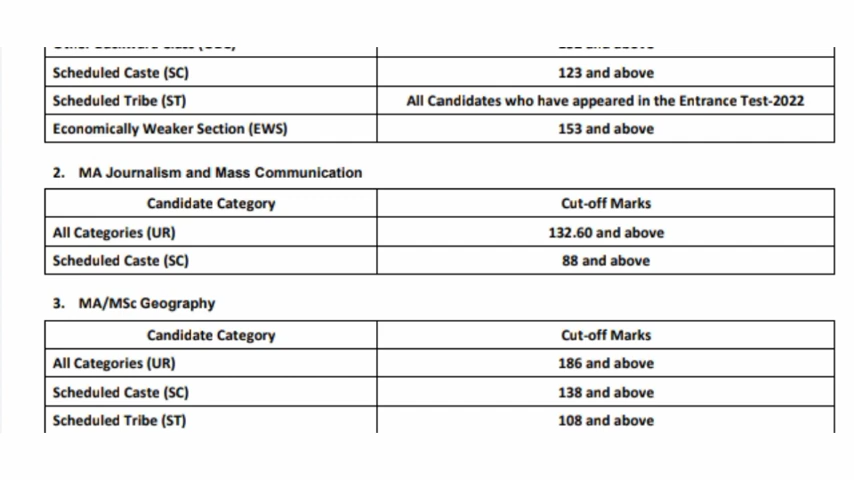 Scheduled Caste (SC) 123 and above
Scheduled Tribe (ST) All Candidates who have appeared in the Entrance Test-2022
Economically Weaker Section (EWS) 153 and above
2. MA Journalism and Mass Communication
Candidate Category Cut-off Marks
All Categories (UR) 132.60 and above
Scheduled Caste (SC) 88 and above
3. MA/MSc Geography
Candidate Category Cut-off Marks
All Categories (UR) 186 and above
Scheduled Caste (SC) 138 and above
Scheduled Tribe (ST) 108 and above